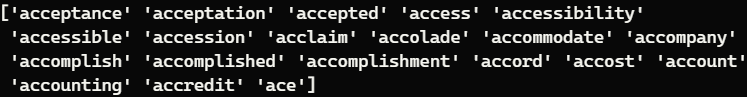 ['acceptance' 'acceptation' 'accepted' 'access' 'accessibility'
'accessible' 'accession' 'acclaim' 'accolade' 'accommodate' 'accompany'
'accomplish' 'accomplished' 'accomplishment' 'accord' 'accost' 'account'
'accounting' 'accredit' 'ace']